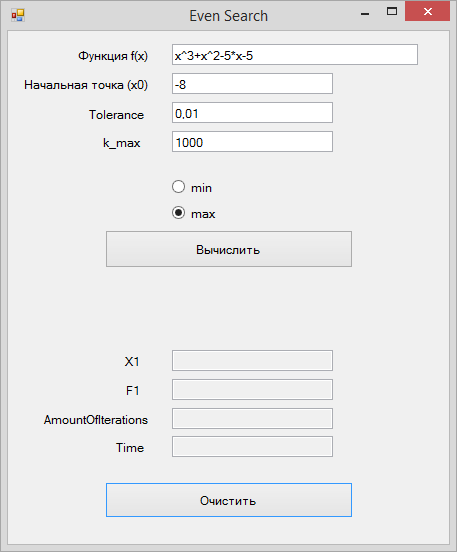 Even Search
Функция f(x) x^3+x^2-5*x-5
Начальная точка (x0) -8
Tolerance 0,01
k_max 1000
min
max
Вычислить
X1
F1
AmountOfIterations
Time
Очистить